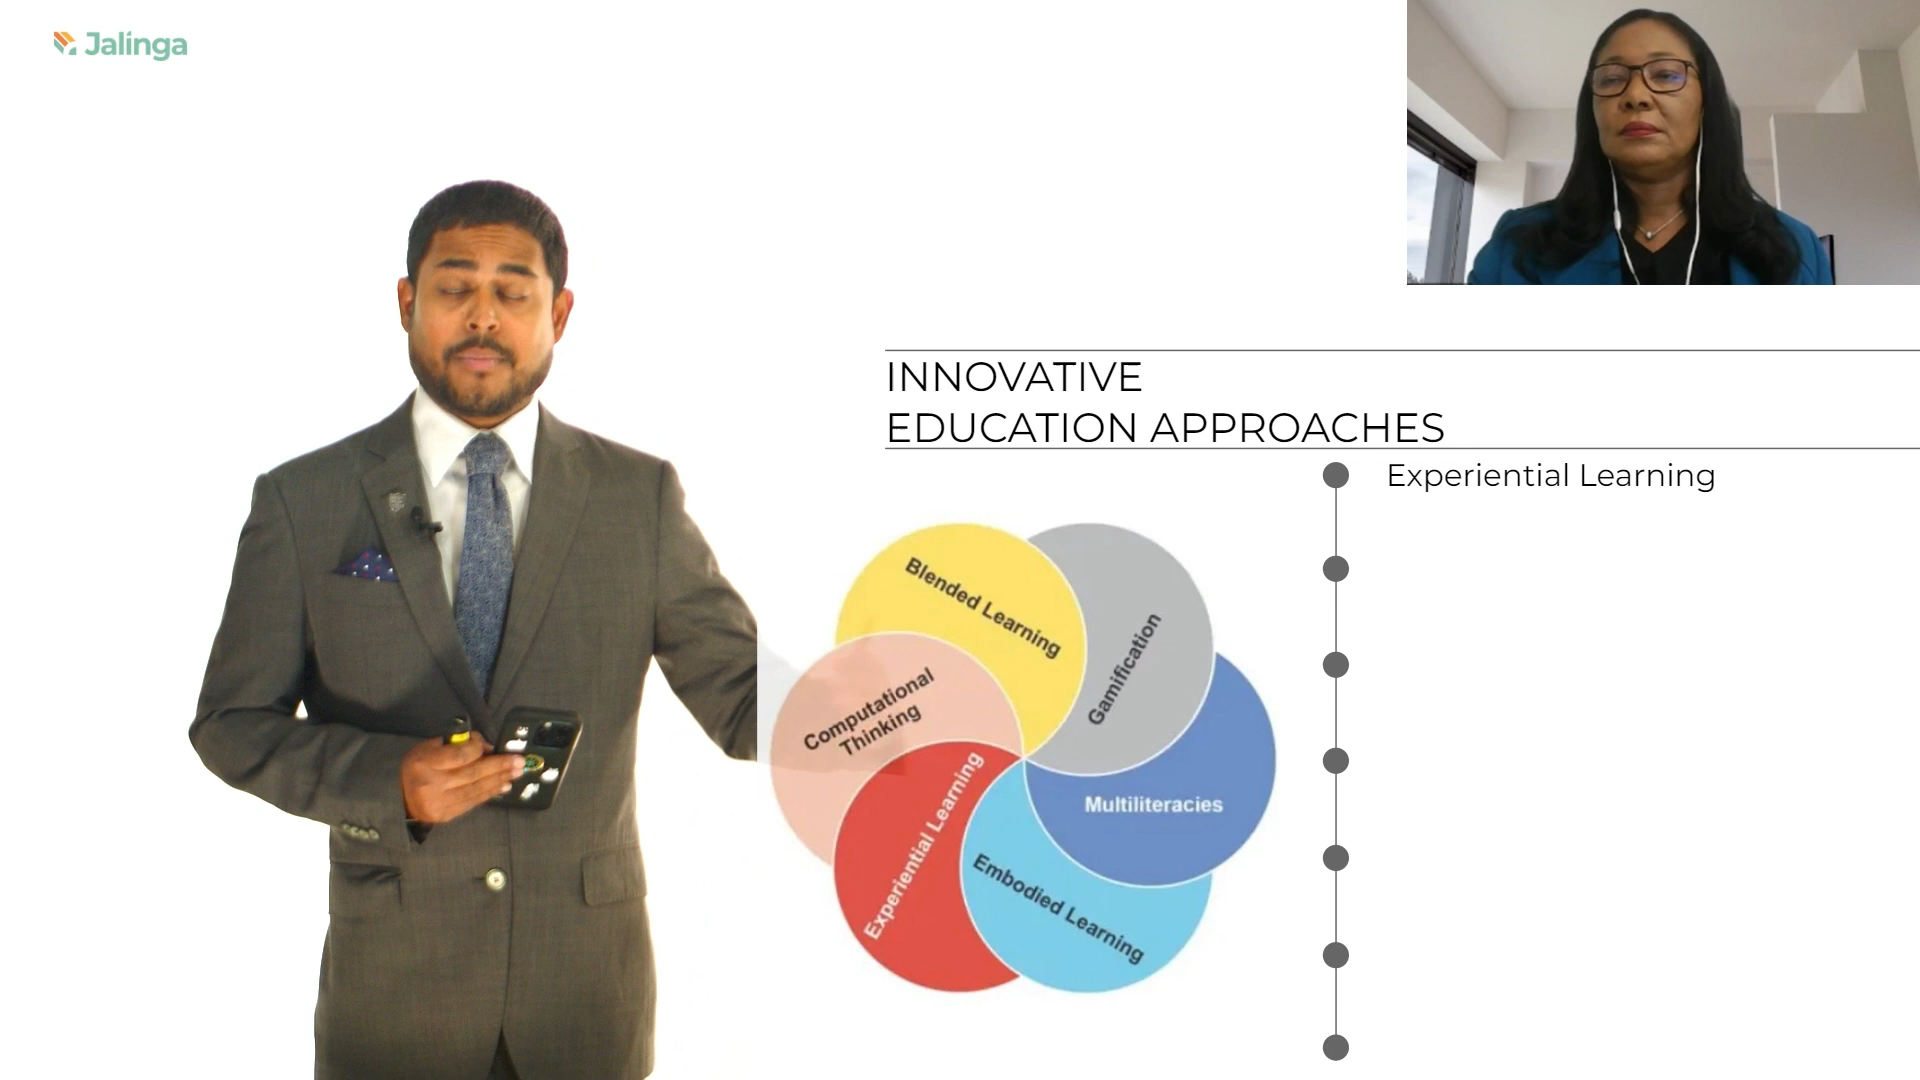 Jalinga
INNOVATIVE
EDUCATION APPROACHES
Experiential Learning
Blended Learning
Gamification
Computational
Thinking
Multiliteracies
Experiential Learning
Embodied Learning